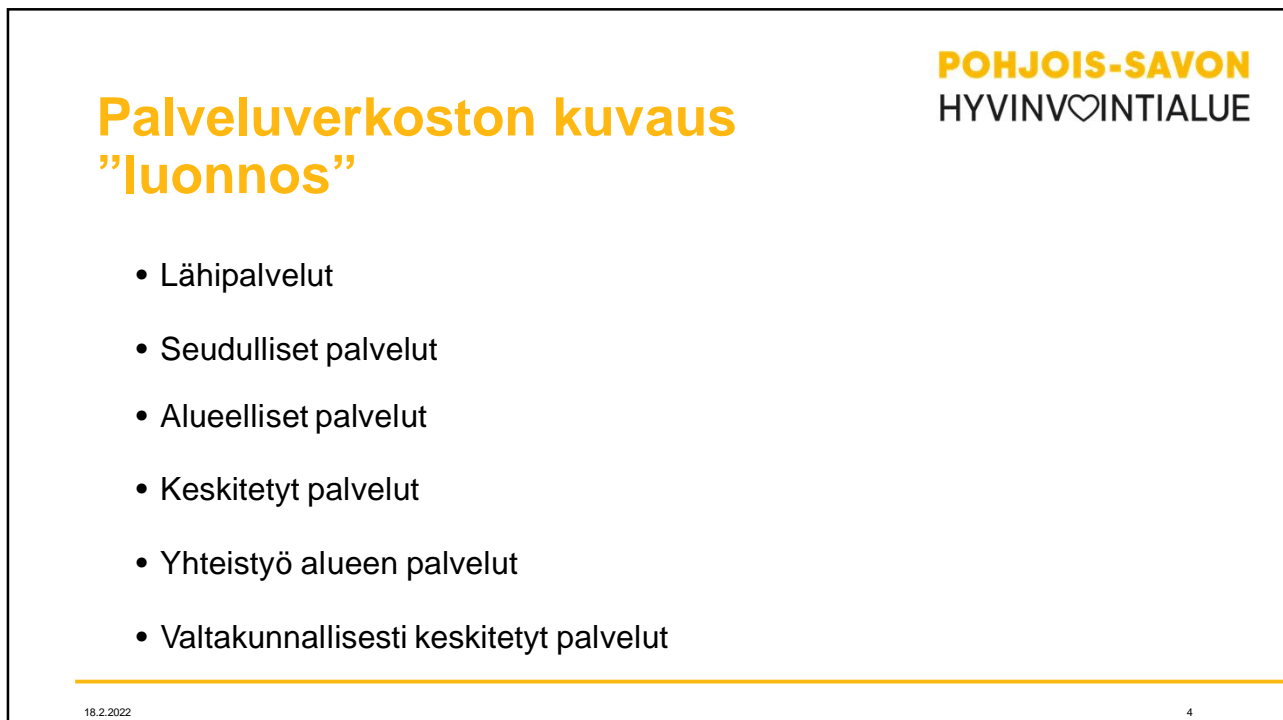 POHJOIS-SAVON
HYVINVOINTIALUE
Palveluverkoston kuvaus
”luonnos”
• Lähipalvelut
• Seudulliset palvelut
• Alueelliset palvelut
• Keskitetyt palvelut
• Yhteistyö alueen palvelut
• Valtakunnallisesti keskitetyt palvelut
18.2.2022
4